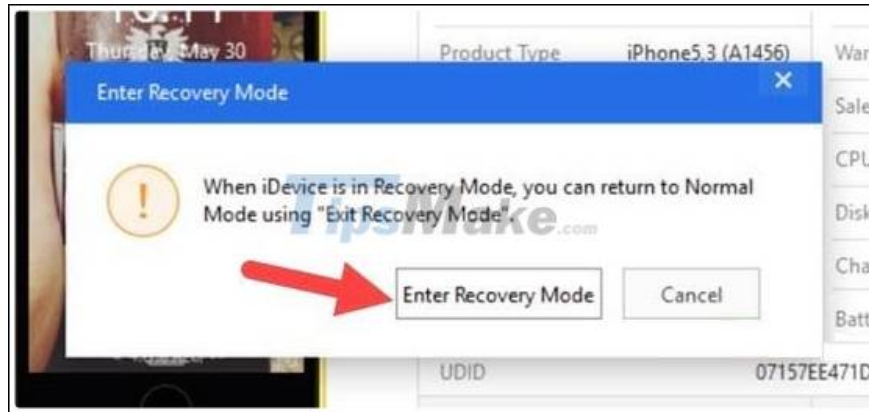 Thursday, May 30
Product Type iPhone5,3 (A1456)
Enter Recovery Mode
×
Sale
CPU
When iDevice is in Recovery Mode, you can return to Normal
Mode using "Exit Recovery Mode".
TipsMake.com
Disk
Enter Recovery Mode Cancel
Cha
Batt
UDID 07157EE471D